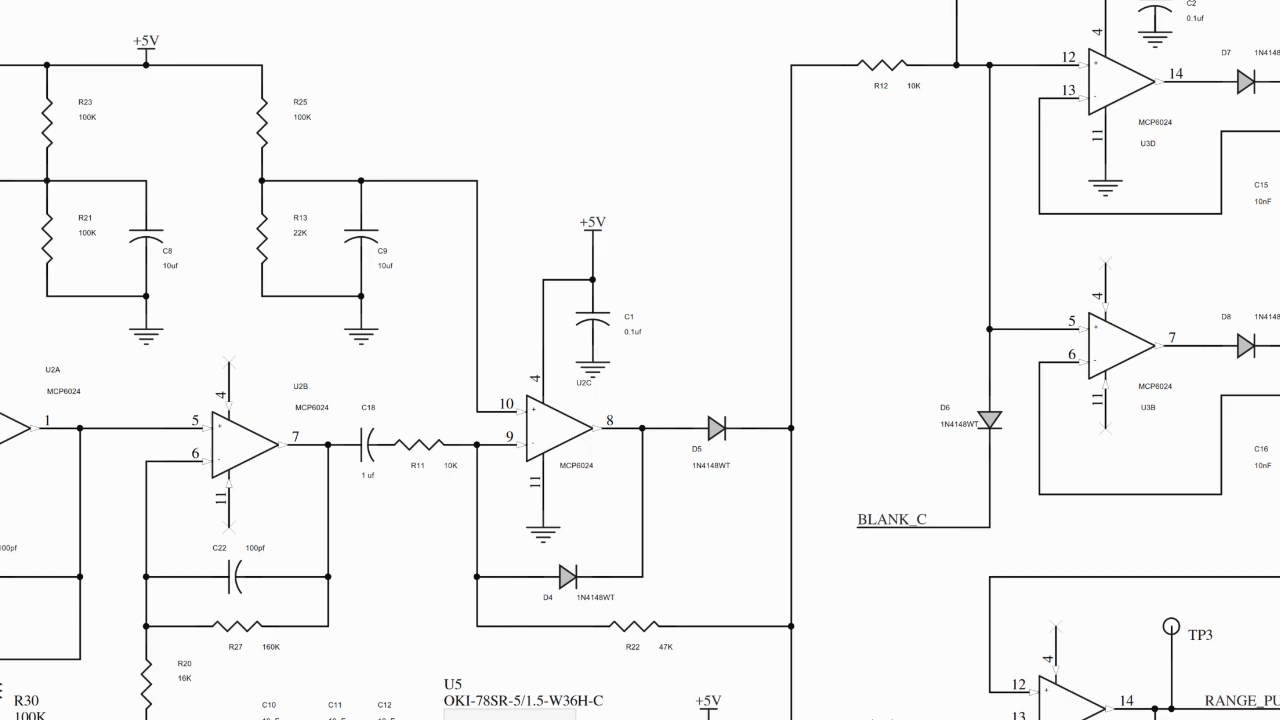 C2
0.1uf
+5V
4
12
D7
1N4148
14
13
R23
100K
R25
100K
R12
10K
MCP6024
11
U3D
C15
10nF
R21
100K
R13
22K
+5V
C8
10uf
C9
10uf
C1
0.1uf
4
5
D8
1N4148
7
6
U2A
MCP6024
U2B
MCP6024
4
U2C
4
MCP6024
11
U3B
1
5
C18
10
8
D6
1N4148WT
7
9
6
R11
10K
D5
1N4148WT
MCP6024
1 uf
C16
10nF
11
11
BLANK_C
100pf
C22
100pf
D4
1N4148WT
R27
160K
R22
47K
TP3
4
R20
16K
U5
OKI-78SR-5/1.5-W36H-C
12
R30
100K
+5V
14
RANGE_PU
C10
C11
C12
13